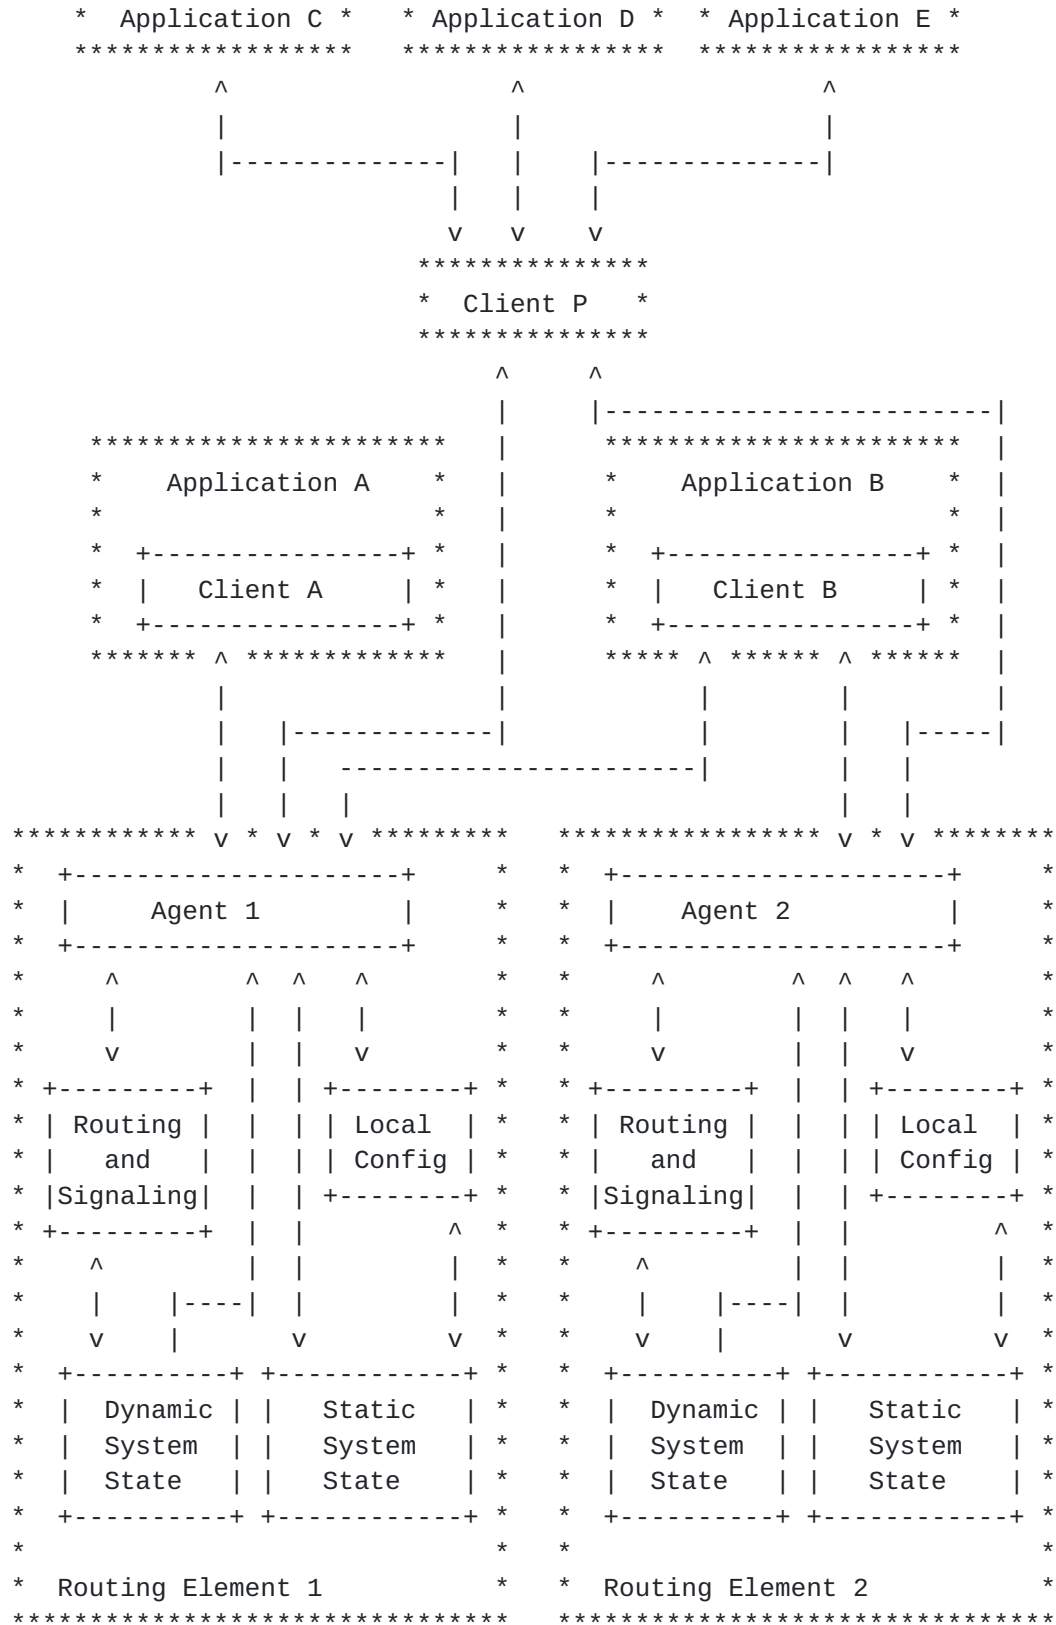 * Application C * * Application D * * Application E *
Client P
Application A Application B
Client A Client B
Agent 1 Agent 2
Routing Local Routing Local
and Config and Config
Signaling Signaling
Dynamic Static Dynamic Static
System System System System
State State State State
Routing Element 1 Routing Element 2